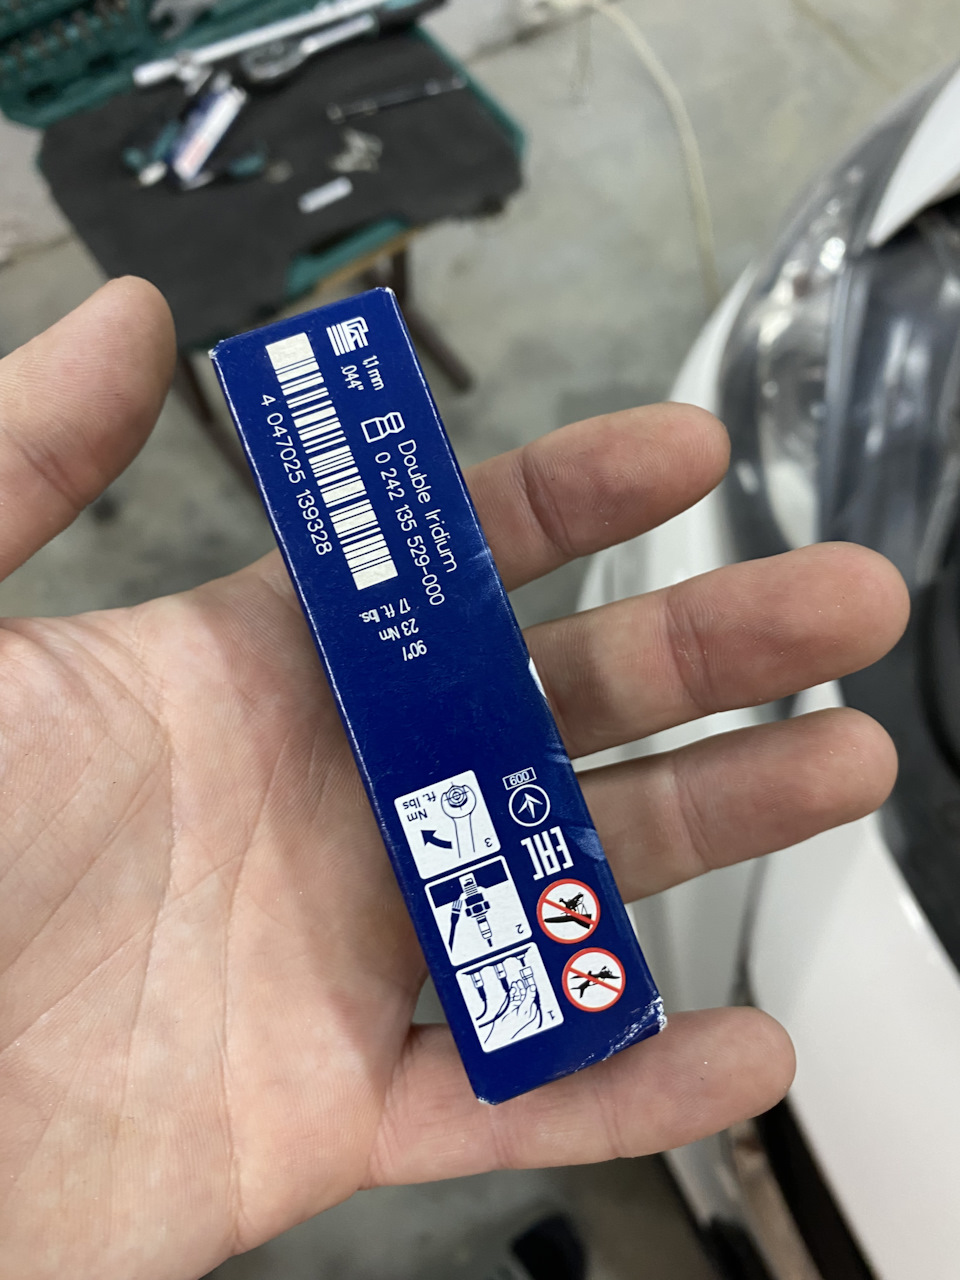 1,1 mm
.044"
4 047025 139328
Double Iridium
0 242 135 529-000
90°/
23 Nm
17 ft. lbs.
Nm
ft. lbs
3
2
1
009
EAC